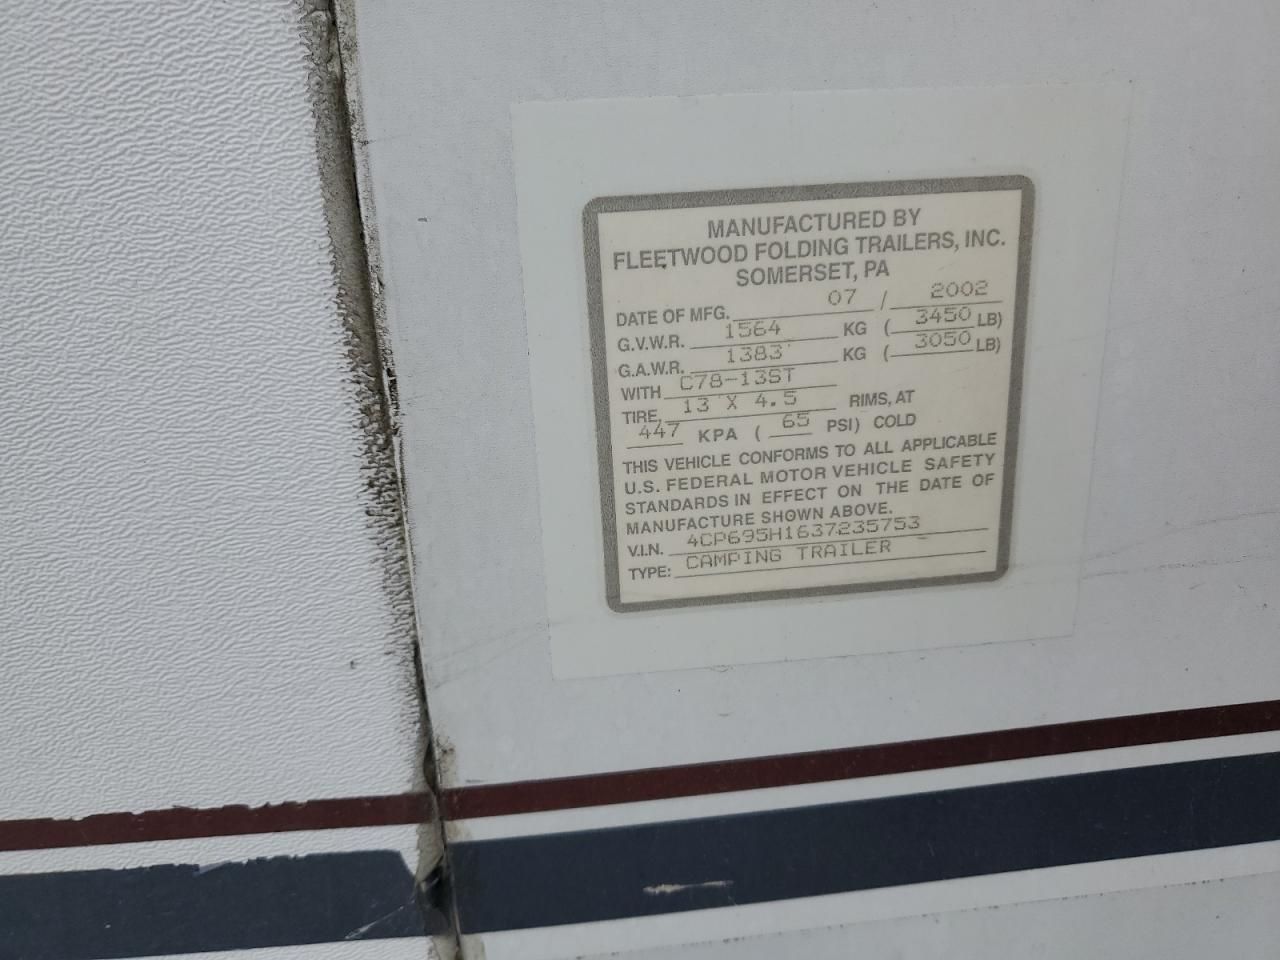 MANUFACTURED BY
FLEETWOOD FOLDING TRAILERS, INC.
SOMERSET, PA
DATE OF MFG. 07 / 2002
G.V.W.R. 1564 KG ( 3450 LB)
G.A.W.R. 1383 KG ( 3050 LB)
WITH C78-13ST
TIRE, 13 X 4.5 RIMS, AT
447 KPA ( 65 PSI) COLD
THIS VEHICLE CONFORMS TO ALL APPLICABLE
U.S. FEDERAL MOTOR VEHICLE SAFETY
STANDARDS IN EFFECT ON THE DATE OF
MANUFACTURE SHOWN ABOVE.
V.I.N. 4CP695H1637235753
TYPE: CAMPING TRAILER